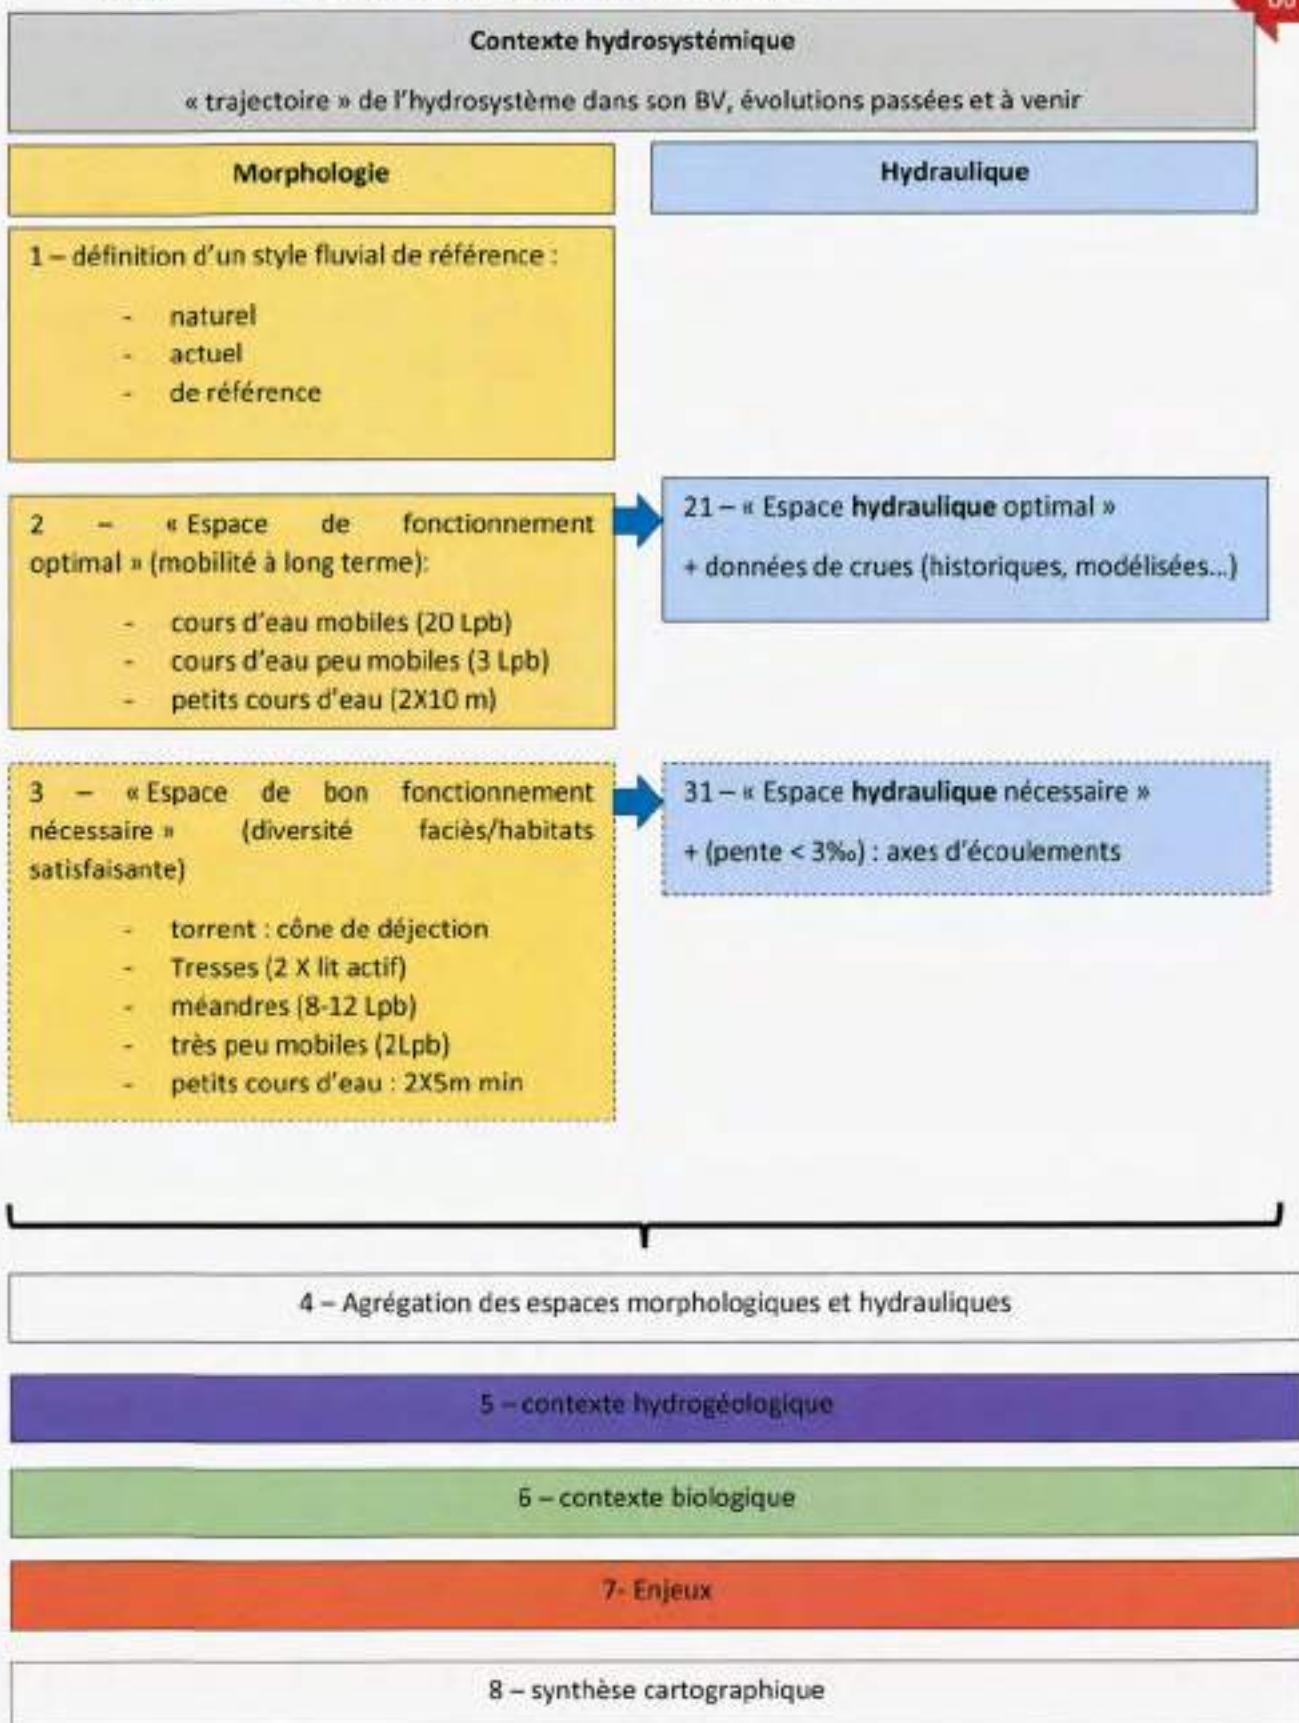 Contexte hydrosystémique
« trajectoire » de l'hydrosystème dans son BV, évolutions passées et à venir
Morphologie
Hydraulique
1 – définition d'un style fluvial de référence :
- naturel
- actuel
- de référence
2 – « Espace de fonctionnement
optimal » (mobilité à long terme):
- cours d'eau mobiles (20 Lpb)
- cours d'eau peu mobiles (3 Lpb)
- petits cours d'eau (2X10 m)
21 – « Espace hydraulique optimal »
+ données de crues (historiques, modélisées...)
3 – « Espace de bon fonctionnement
nécessaire » (diversité faciès/habitats
satisfaisante)
- torrent : cône de déjection
- Tresses (2 X lit actif)
- méandres (8-12 Lpb)
- très peu mobiles (2Lpb)
- petits cours d'eau : 2X5m min
31 – « Espace hydraulique nécessaire »
+ (pente < 3‰) : axes d'écoulements
4 – Agrégation des espaces morphologiques et hydrauliques
5 – contexte hydrogéologique
6 – contexte biologique
7- Enjeux
8 – synthèse cartographique